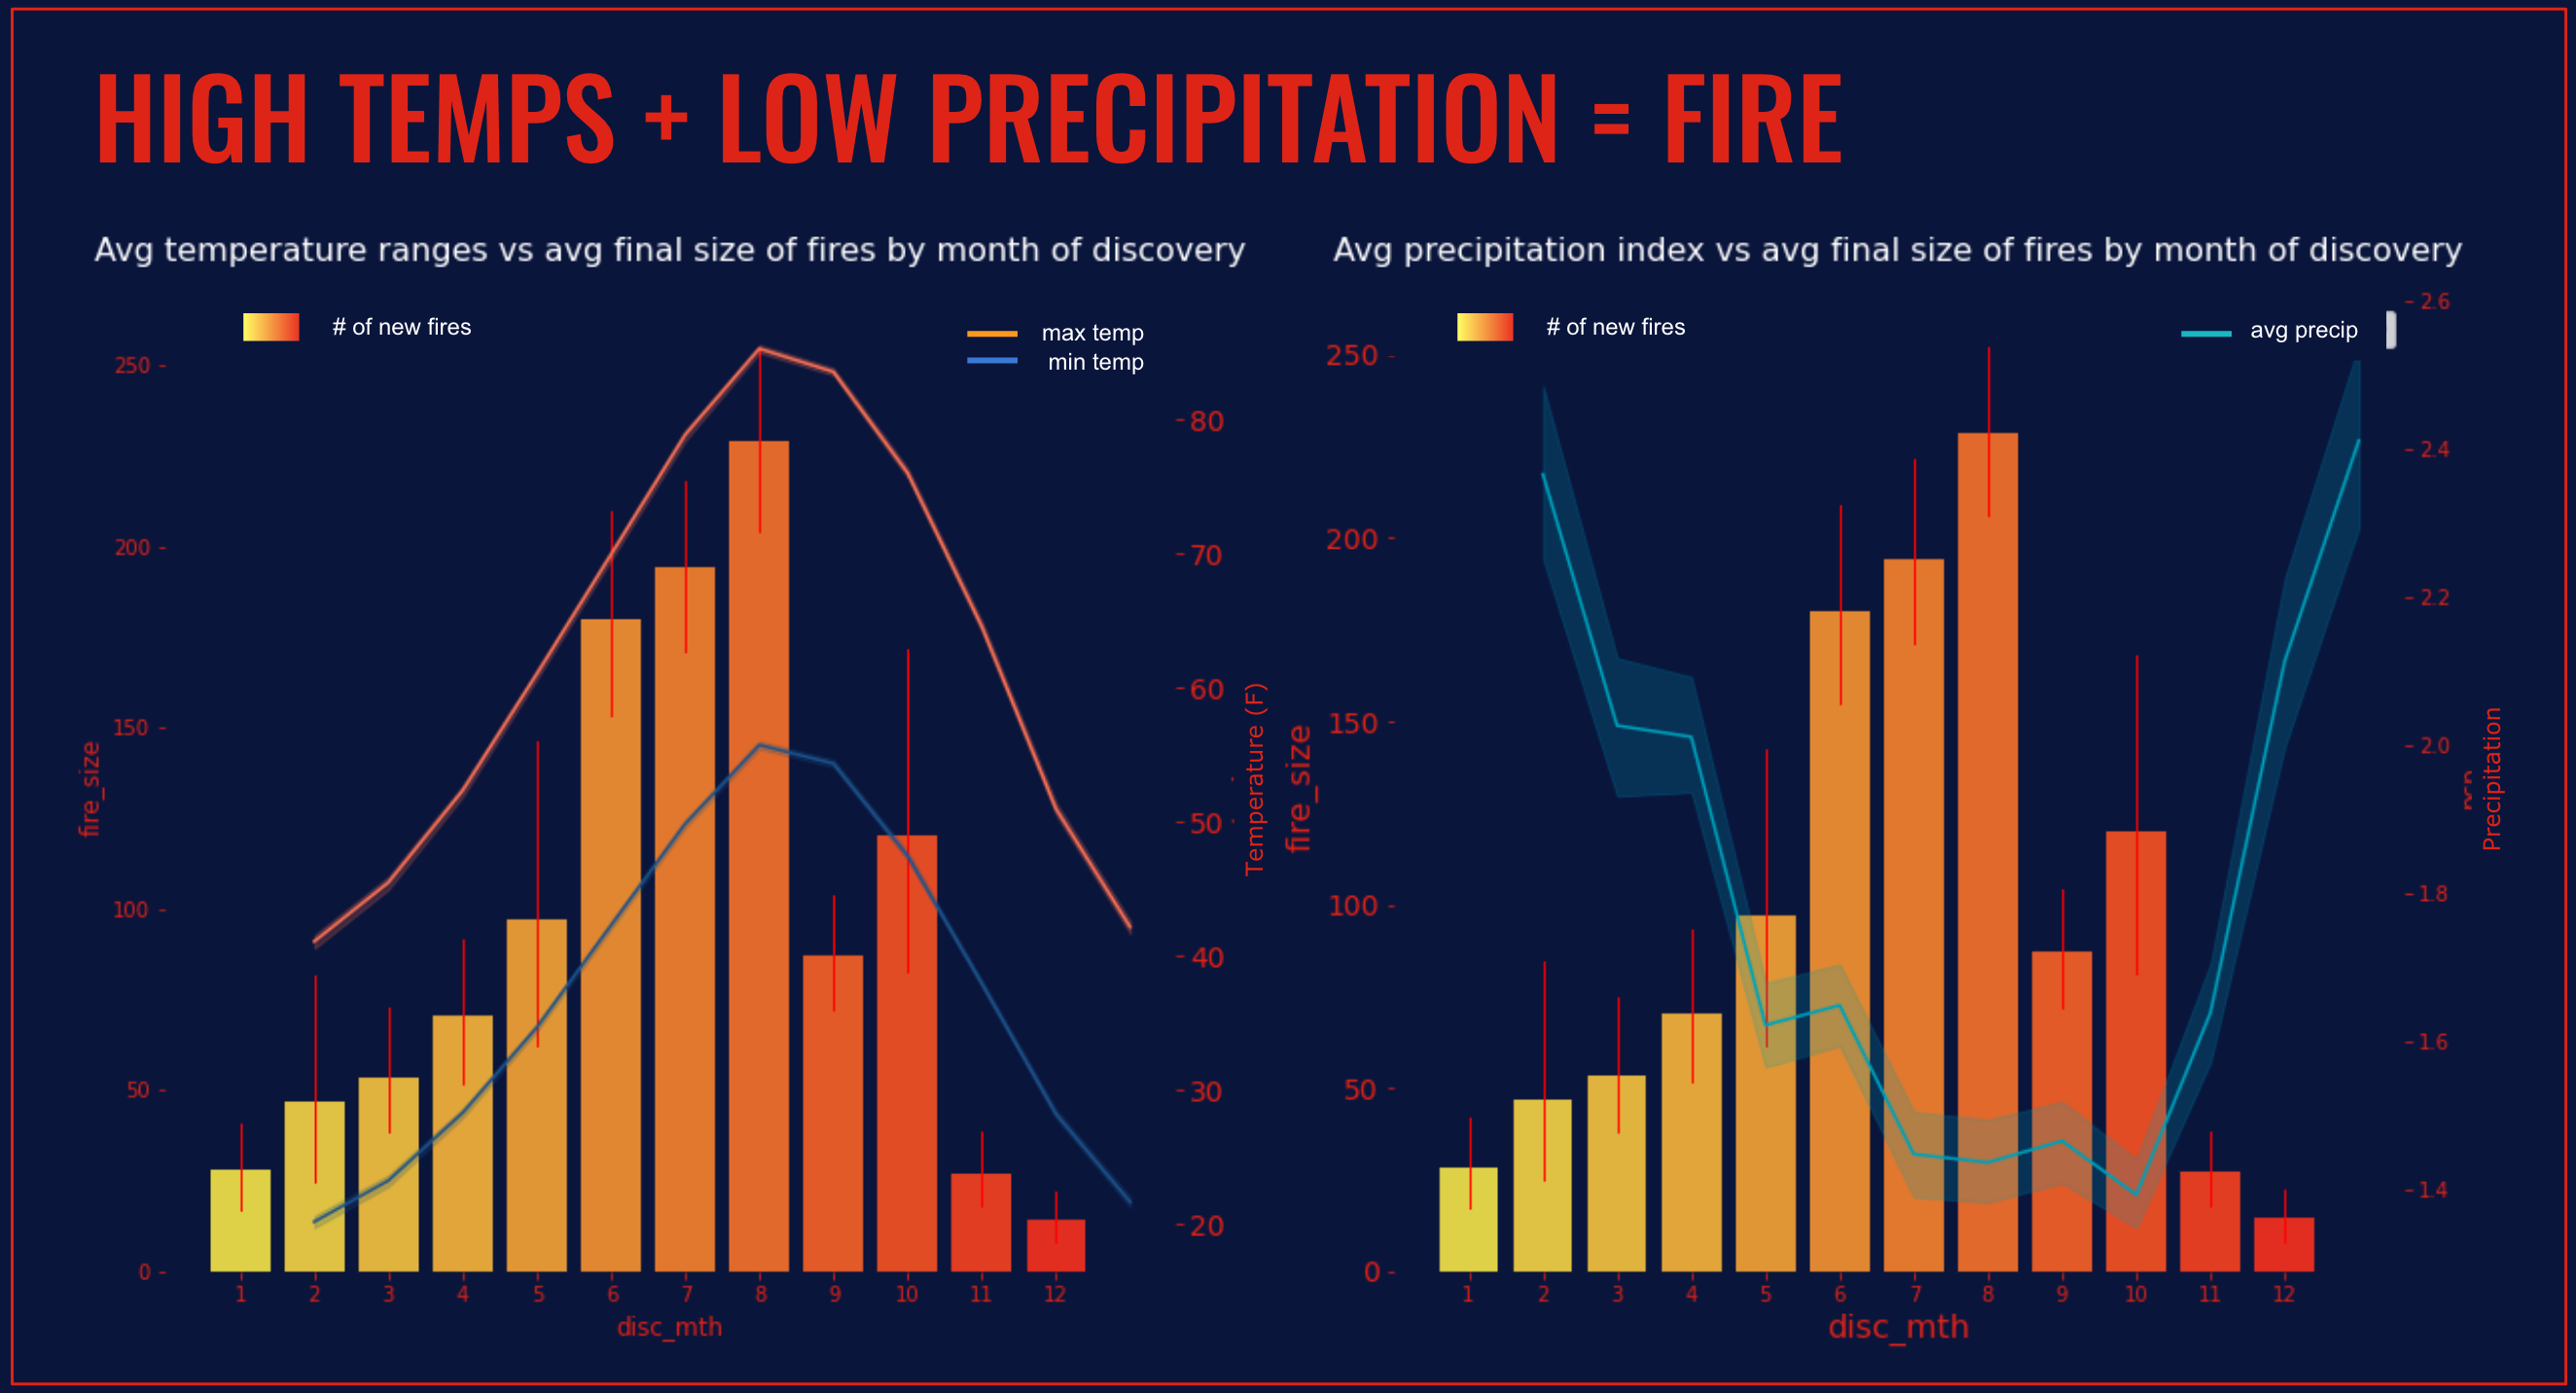 HIGH TEMPS + LOW PRECIPITATION = FIRE
Avg temperature ranges vs avg final size of fires by month of discovery
# of new fires
max temp
min temp
250
200
150
100
50
0
fire_size
80
70
60
50
40
30
20
Temperature (F)
1 2 3 4 5 6 7 8 9 10 11 12
disc_mth
Avg precipitation index vs avg final size of fires by month of discovery
# of new fires
avg precip
250
200
150
100
50
0
fire_size
2.6
2.4
2.2
2.0
1.8
1.6
1.4
Precipitation
1 2 3 4 5 6 7 8 9 10 11 12
disc_mth